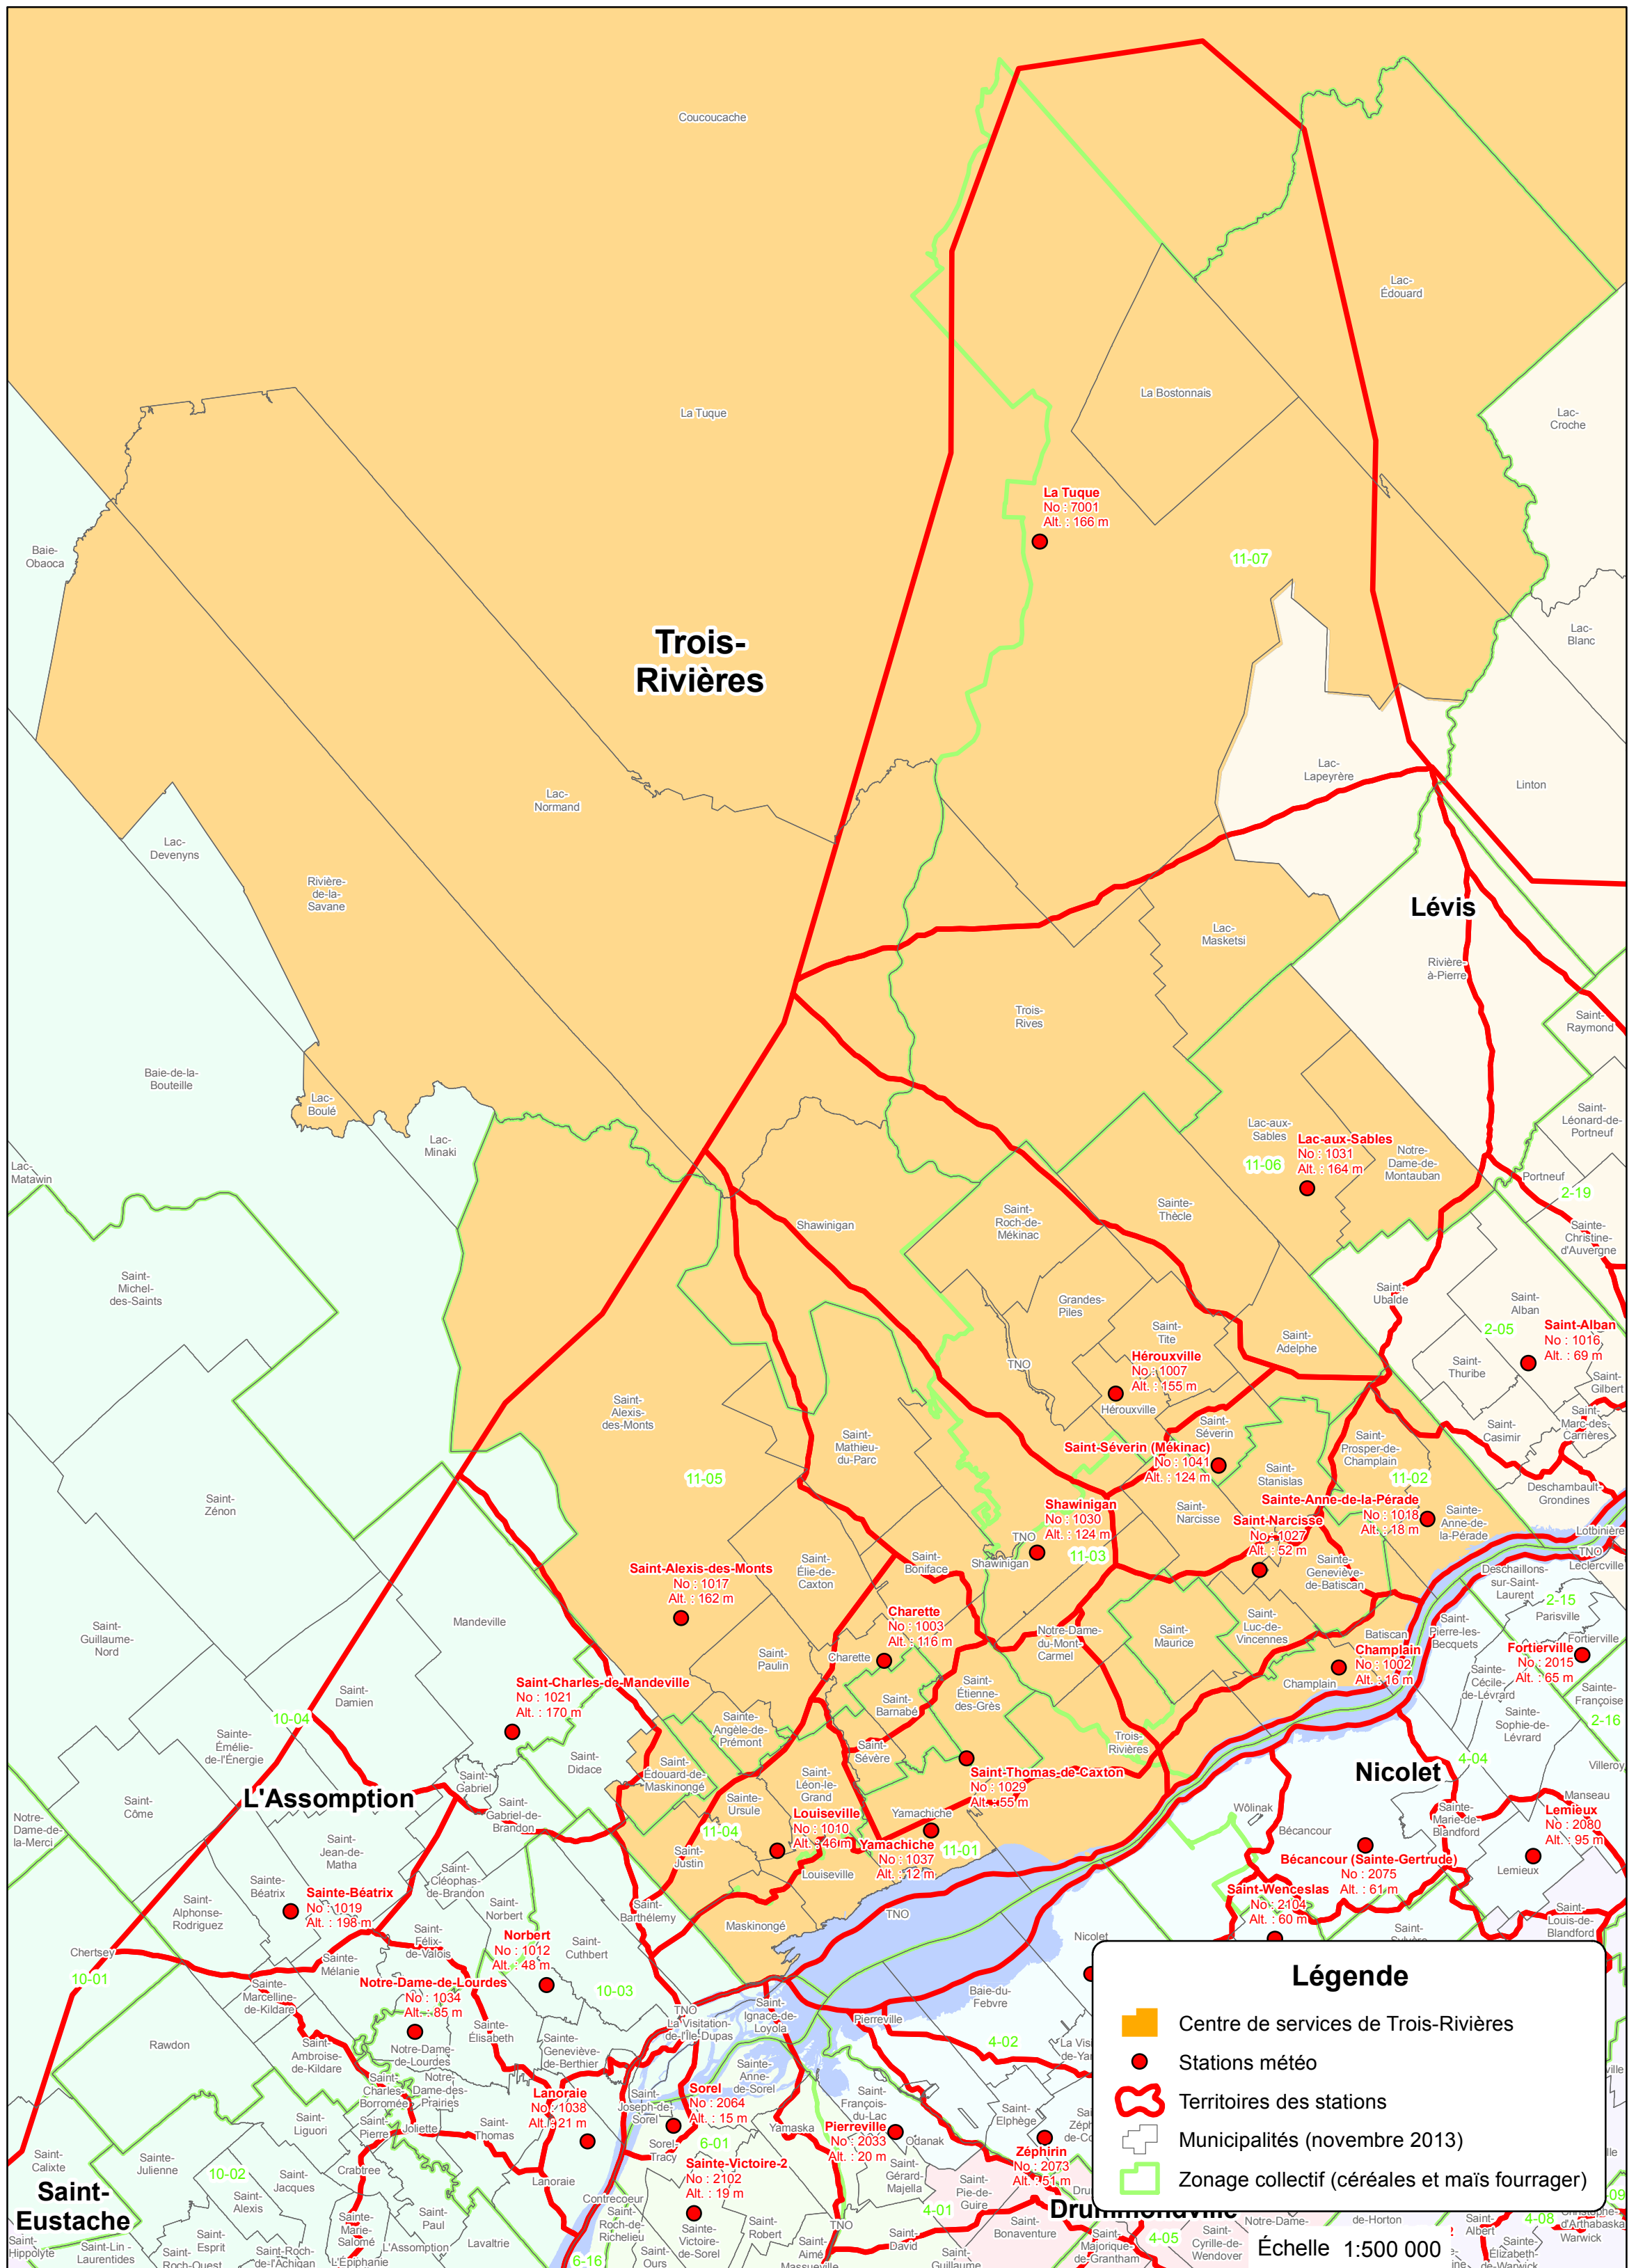 Coucoucache
Lac-
Édouard
La Bostonnais
La Tuque
Lac-
Croche
La Tuque
No : 7001
Alt. : 166 m
Baie-
Obaoca
11-07
Lac-
Blanc
Trois-
Rivières
Lac-
Lapeyrère
Linton
Lac-
Normand
Lac-
Devenyns
Rivière-
de-la-
Savane
Lévis
Lac-
Masketsi
Rivière-
à-Pierre
Trois-
Rives
Saint-
Raymond
Baie-de-la-
Bouteille
Lac-
Boulé
Lac-
Minaki
Lac-
Matawin
Saint-
Léonard-de-
Portneuf
Lac-aux-
Sables
11-06
Lac-aux-Sables
No : 1031
Alt. : 164 m
Notre-
Dame-de-
Montauban
Portneuf
2-19
Sainte-
Christine-
d'Auvergne
Shawinigan
Saint-
Roch-de-
Mékinac
Sainte-
Thècle
Saint-
Michel-
des-Saints
Saint-
Ubalde
Saint-
Alban
2-05
Saint-Alban
No : 1016
Alt. : 69 m
Grandes-
Piles
Saint-
Tite
Saint-
Adelphe
TNO
Hérouxville
No : 1007
Alt. : 155 m
Hérouxville
Saint-
Thuribe
Saint-
Gilbert
Saint-
Marc-des-
Carrières
Saint-
Casimir
Saint-
Alexis-
des-Monts
Saint-
Mathieu-
du-Parc
Saint-
Séverin
Saint-Séverin (Mékinac)
No : 1041
Alt. : 124 m
Saint-
Prosper-de-
Champlain
11-02
11-05
Saint-
Stanislas
Deschambault-
Grondines
Saint-
Zénon
Shawinigan
No : 1030
Alt. : 124 m
Saint-
Narcisse
Sainte-Anne-de-la-Pérade
No : 1018
Alt. : 18 m
Sainte-
Anne-de-
la-Pérade
Saint-Narcisse
No : 1027
Alt. : 52 m
TNO
Shawinigan
11-03
Lotbinière
TNO
Leclercville
Saint-
Élie-de-
Caxton
Saint-
Boniface
Sainte-
Geneviève-
de-Batiscan
Deschaillons-
sur-Saint-
Laurent
2-15
Parisville
Saint-Alexis-des-Monts
No : 1017
Alt. : 162 m
Charette
No : 1003
Alt. : 116 m
Charette
Mandeville
Saint-
Guillaume-
Nord
Notre-Dame-
du-Mont-
Carmel
Saint-
Maurice
Saint-
Luc-de-
Vincennes
Batiscan
Saint-
Pierre-les-
Becquets
Fortierville
Fortierville
No : 2015
Alt. : 65 m
Champlain
No : 1002
Alt. : 16 m
Champlain
Sainte-
Cécile-
de-Lévrard
Sainte-
Françoise
2-16
Saint-
Paulin
Saint-Charles-de-Mandeville
No : 1021
Alt. : 170 m
Saint-
Étienne-
des-Grès
Saint-
Barnabé
Saint-
Damien
10-04
Sainte-
Émélie-
de-l'Énergie
Sainte-
Angèle-de-
Prémont
Saint-
Sévère
Trois-
Rivières
Sainte-
Sophie-de-
Lévrard
4-04
Villeroy
Saint-
Didace
Saint-
Édouard-de-
Maskinongé
Saint-Thomas-de-Caxton
No : 1029
Alt. : 55 m
Nicolet
L'Assomption
Saint-
Gabriel
Saint-
Gabriel-de-
Brandon
Saint-
Léon-le-
Grand
Sainte-
Ursule
11-04
Louiseville
No : 1010
Alt. : 46 m
Louiseville
Yamachiche
Yamachiche
No : 1037
Alt. : 12 m
11-01
Wôlinak
Bécancour
Sainte-
Marie-de-
Blandford
Manseau
Lemieux
No : 2080
Alt. : 95 m
Lemieux
Saint-
Côme
Notre-
Dame-de-
la-Merci
Saint-
Jean-de-
Matha
Saint-
Justin
Bécancour (Sainte-Gertrude)
No : 2075
Alt. : 61 m
Saint-Wenceslas
No : 2104
Alt. : 60 m
Saint-
Cléophas-
de-Brandon
Sainte-
Béatrix
Sainte-Béatrix
No : 1019
Alt. : 198 m
Saint-
Alphonse-
Rodriguez
Saint-
Norbert
Saint-
Barthélemy
Maskinongé
TNO
Nicolet
Saint-
Louis-de-
Blandford
Saint-
Félix-
de-Valois
Norbert
No : 1012
Alt. : 48 m
Saint-
Cuthbert
Chertsey
10-01
Sainte-
Mélanie
Sainte-
Marcelline-
de-Kildare
Notre-Dame-de-Lourdes
No : 1034
Alt. : 85 m
10-03
Notre-Dame-
de-Lourdes
Rawdon
Saint-
Ambroise-
de-Kildare
Sainte-
Élisabeth
Sainte-
Geneviève-
de-Berthier
TNO
La Visitation-
de-l'Île-Dupas
Saint-
Ignace-de-
Loyola
Pierreville
Baie-du-
Febvre
4-02
Saint-
Charles-
Borromée
Notre-
Dame-des-
Prairies
Saint-
Pierre
Joliette
Saint-
Thomas
Lanoraie
No : 1038
Alt. : 21 m
Lanoraie
Saint-
Joseph-de-
Sorel
Sorel-
Tracy
Sorel
No : 2064
Alt. : 15 m
6-01
Sainte-
Anne-
de-Sorel
Yamaska
Saint-
François-
du-Lac
Pierreville
No : 2033
Alt. : 20 m
Odanak
Saint-
Elphège
Zéphirin
No : 2073
Alt. : 51 m
Sainte-Victoire-2
No : 2102
Alt. : 19 m
Sainte-
Victoire-
de-Sorel
Saint-
Liguori
Saint-
Calixte
Sainte-
Julienne
10-02
Saint-
Alexis
Saint-
Jacques
Crabtree
Saint-
Paul
Sainte-
Marie-
Salomé
L'Assomption
Lavaltrie
L'Épiphanie
Saint-
Esprit
Saint-
Roch-Ouest
Saint-
Roch-
de-l'Achigan
Saint-
Eustache
Saint-
Hippolyte
Saint-Lin -
Laurentides
Contrecoeur
Saint-
Roch-de-
Richelieu
Saint-
Ours
6-16
Saint-
Robert
Saint-
Aimé
Massueville
TNO
Saint-
Gérard-
Majella
4-01
Saint-
David
Saint-
Pie-de-
Guire
Saint-
Bonaventure
Saint-
Guillaume
Drummondville
Saint-
Majorique-
de-Grantham
4-05
Saint-
Cyrille-de-
Wendover
Notre-Dame-
de-Horton
Saint-
Albert
4-08
Sainte-
Élizabeth-
de-Warwick
Warwick
Légende
Centre de services de Trois-Rivières
Stations météo
Territoires des stations
Municipalités (novembre 2013)
Zonage collectif (céréales et maïs fourrager)
Échelle 1:500 000